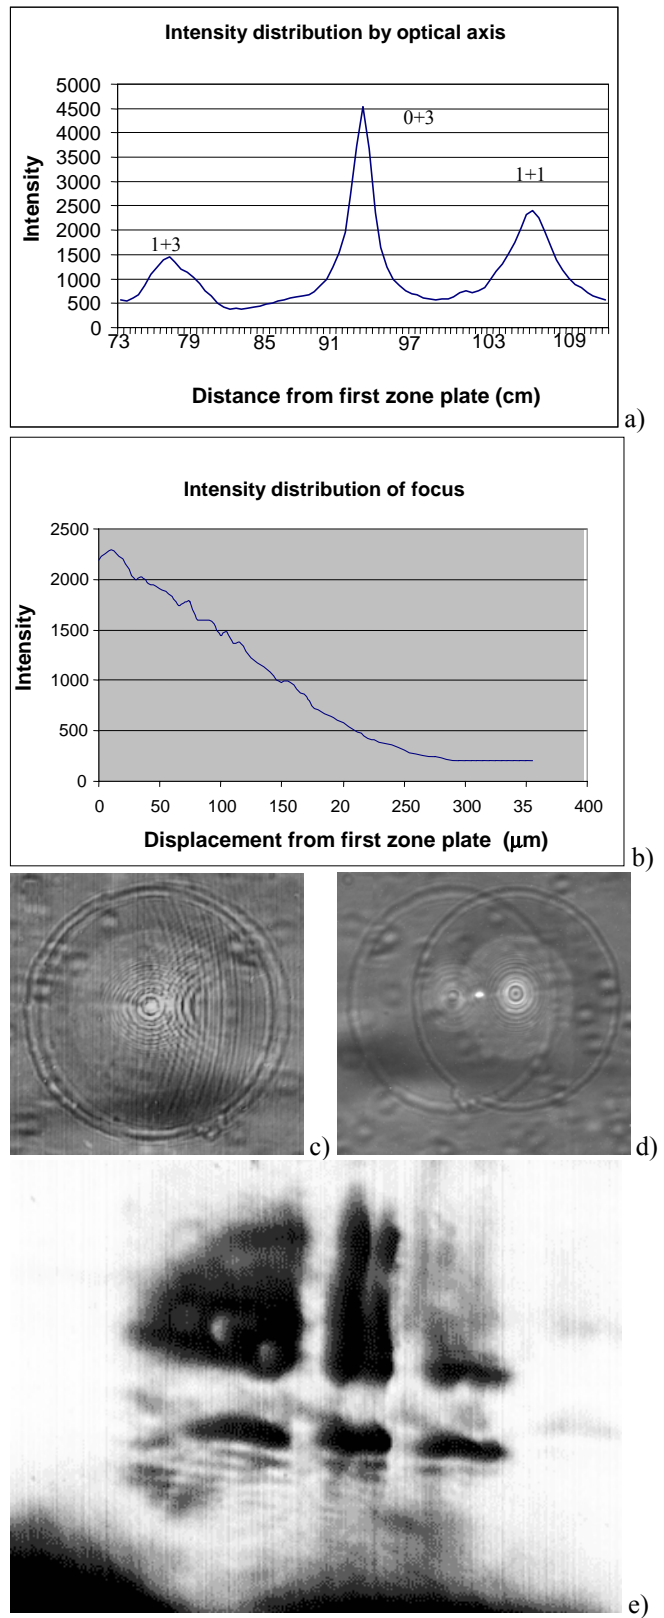 Intensity distribution by optical axis
5000
4500
4000
3500
3000
2500
2000
1500
1000
500
0
Intensity
0+3
1+1
1+3
73 79 85 91 97 103 109
Distance from first zone plate (cm)
a)
Intensity distribution of focus
2500
2000
1500
1000
500
0
Intensity
0 50 100 150 20 250 300 35 400
Displacement from first zone plate (μm)
b)
c)
d)
e)